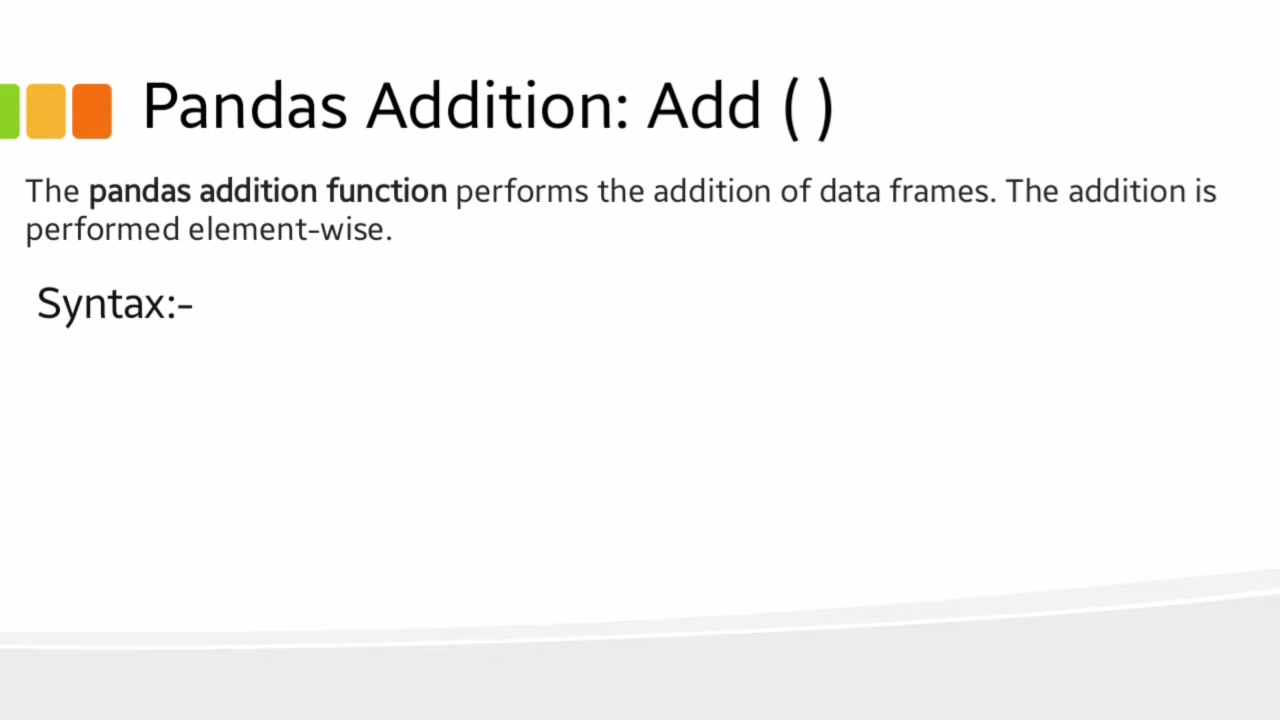 Pandas Addition: Add ( )
The pandas addition function performs the addition of data frames. The addition is
performed element-wise.
Syntax:-